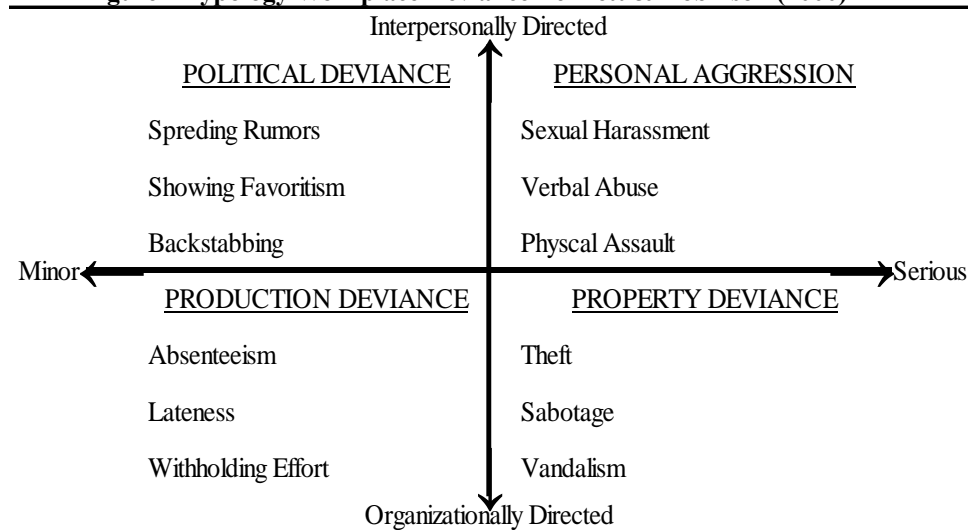 Interpersonally Directed
POLITICAL DEVIANCE PERSONAL AGGRESSION
Spreding Rumors Sexual Harassment
Showing Favoritism Verbal Abuse
Backstabbing Physcal Assault
Minor Serious
PRODUCTION DEVIANCE PROPERTY DEVIANCE
Absenteeism Theft
Lateness Sabotage
Withholding Effort Vandalism
Organizationally Directed